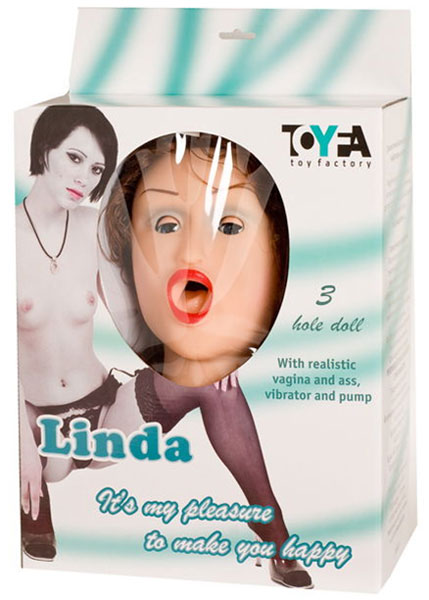 TOYFA
toy factory
3
hole doll
With realistic
vagina and ass,
vibrator and pump
Linda
It's my pleasure
to make you happy